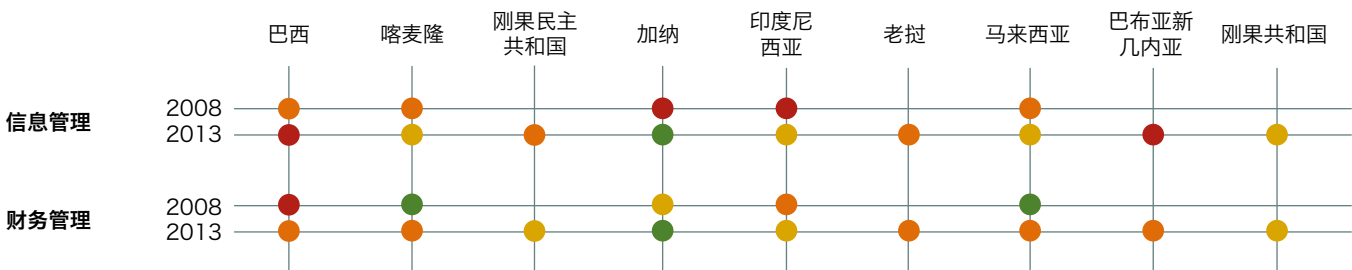 巴西
喀麦隆
刚果民主
共和国
加纳
印度尼
西亚
老挝
马来西亚
巴布亚新
几内亚
刚果共和国
信息管理
2008
2013
财务管理
2008
2013